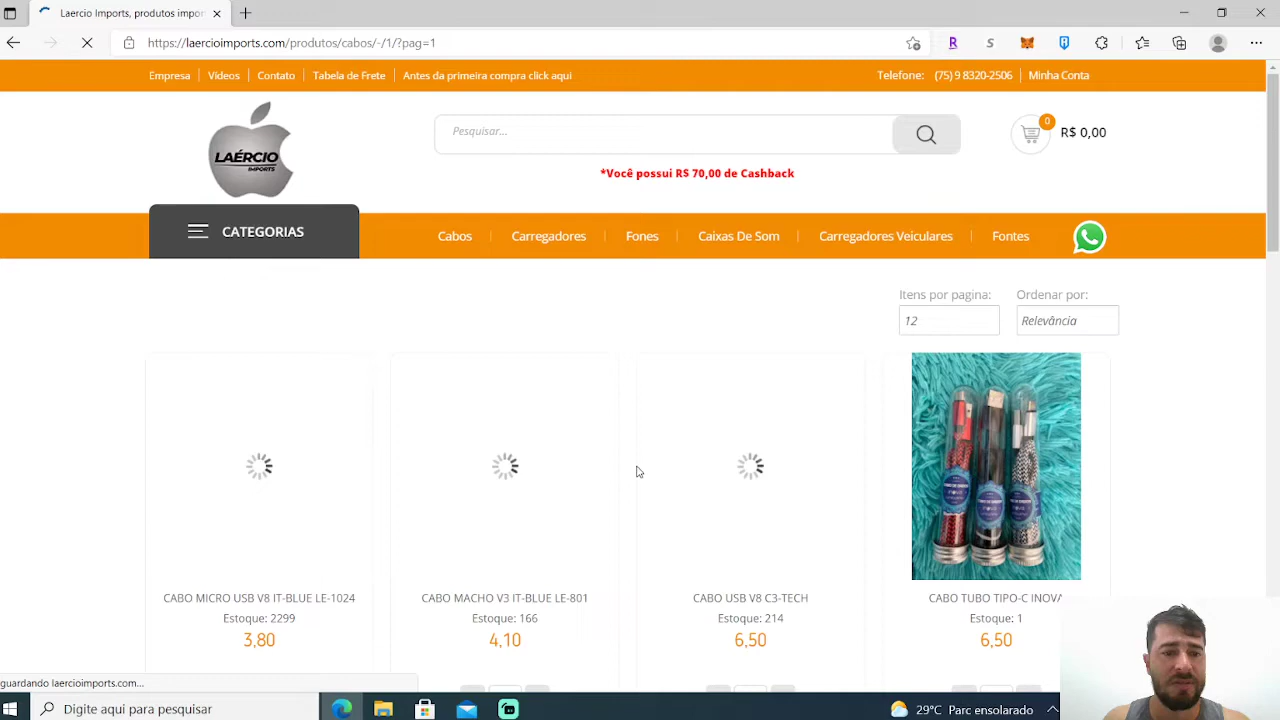 Laercio Imports
Nova guia
https://laercioimports.com/produtos/cabos/-/1/?pag=1
Empresa
Vídeos
Contato
Tabela de Frete
Antes da primeira compra click aqui
Telefone: (75) 9 8320-2506
Minha Conta
LAÉRCIO
IMPORTS
Pesquisar...
0
R$ 0,00
*Você possui R$ 70,00 de Cashback
CATEGORIAS
Cabos
Carregadores
Fones
Caixas De Som
Carregadores Veiculares
Fontes
Itens por pagina:
Ordenar por:
12
Relevância
CABO MICRO USB V8 IT-BLUE LE-1024
Estoque: 2299
3,80
CABO MACHO V3 IT-BLUE LE-801
Estoque: 166
4,10
CABO USB V8 C3-TECH
Estoque: 214
6,50
CABO TUBO TIPO-C INOVA
Estoque: 1
6,50
guardando laercioimports.com...
Digite aqui para pesquisar
29°C Parc ensolarado